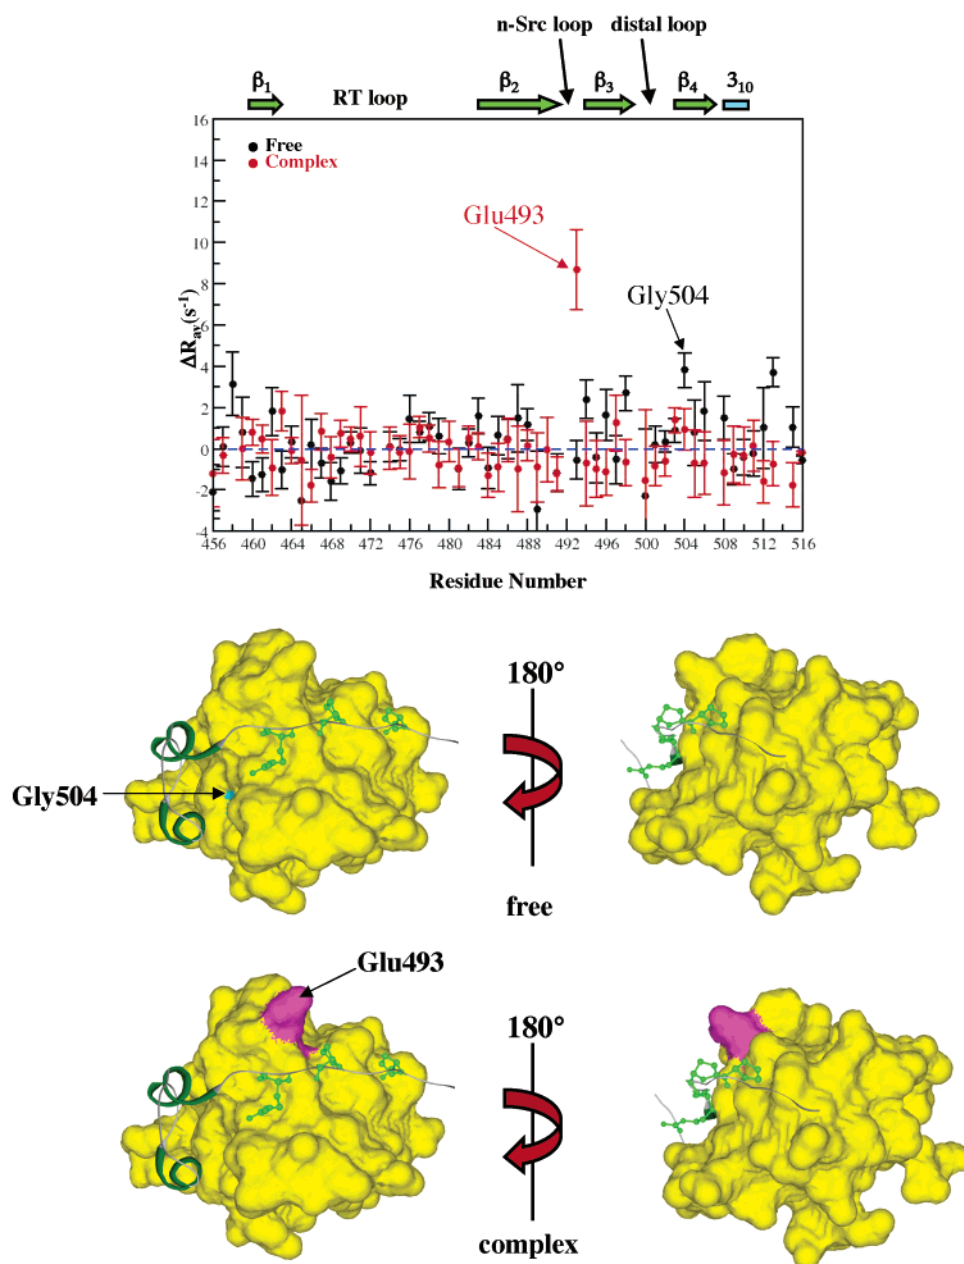 n-Src loop distal loop
β1 RT loop β2 β3 β4 310
16
14
12
10
8
6
4
2
0
-2
-4
ΔRav(s-1)
Free
Complex
Glu493
Gly504
456 460 464 468 472 476 480 484 488 492 496 500 504 508 512 516
Residue Number
180°
Gly504
free
Glu493
180°
complex